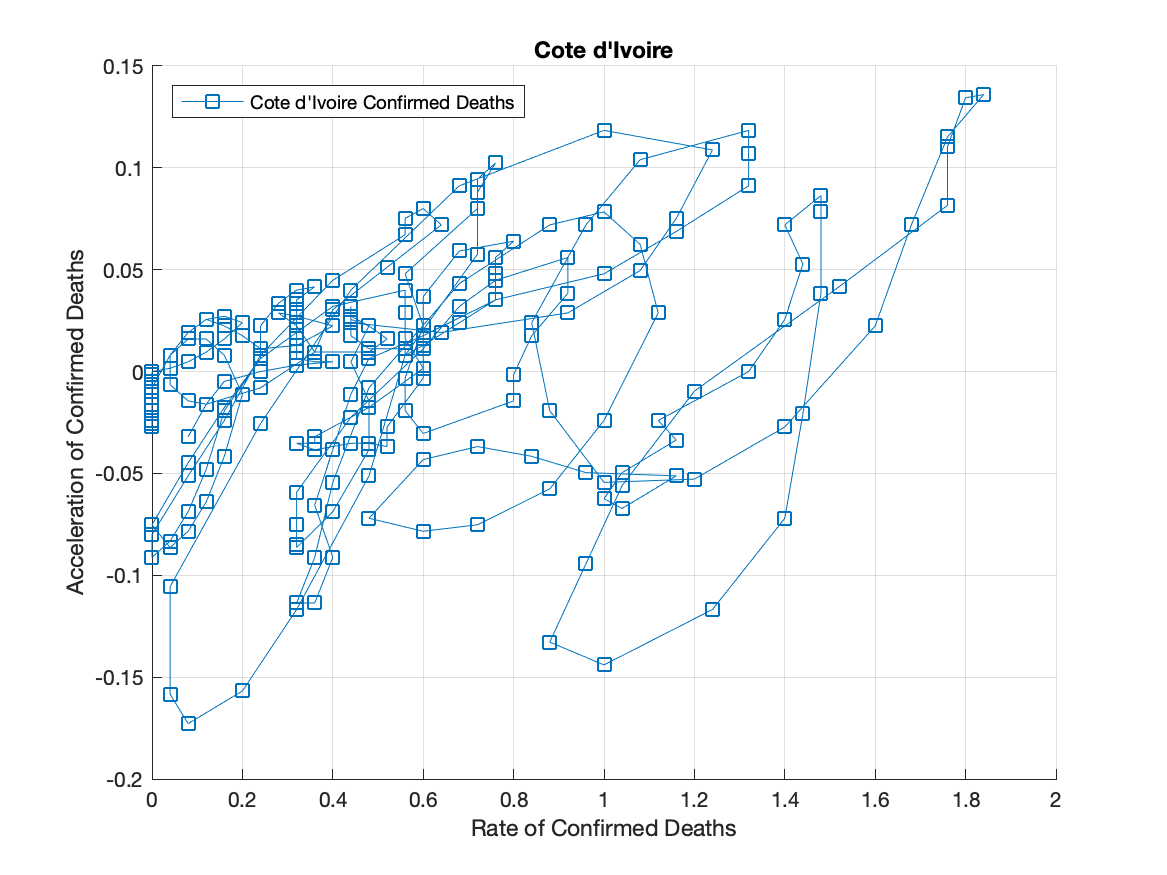 Cote d'Ivoire
Cote d'Ivoire Confirmed Deaths
0.15
0.1
0.05
0
-0.05
-0.1
-0.15
-0.2
Acceleration of Confirmed Deaths
0 0.2 0.4 0.6 0.8 1 1.2 1.4 1.6 1.8 2
Rate of Confirmed Deaths